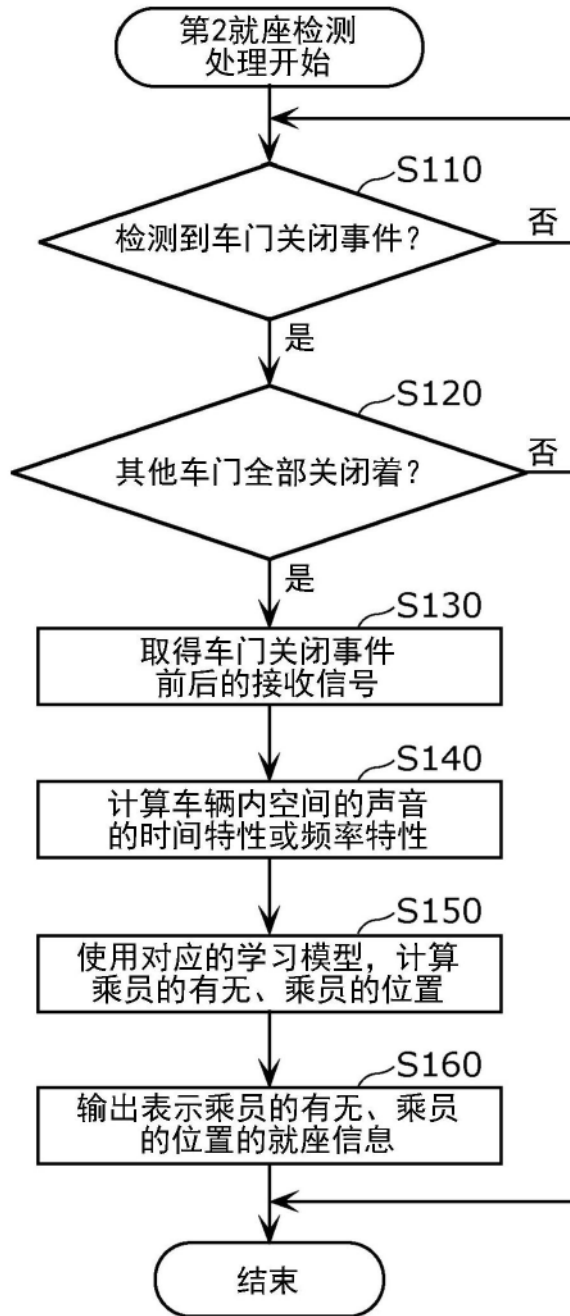 第2就座检测
处理开始
S110
检测到车门关闭事件?
否
是
S120
其他车门全部关闭着?
否
是
S130
取得车门关闭事件
前后的接收信号
S140
计算车辆内空间的声音
的时间特性或频率特性
S150
使用对应的学习模型，计算
乘员的有无、乘员的位置
S160
输出表示乘员的有无、乘员
的位置的就座信息
结束